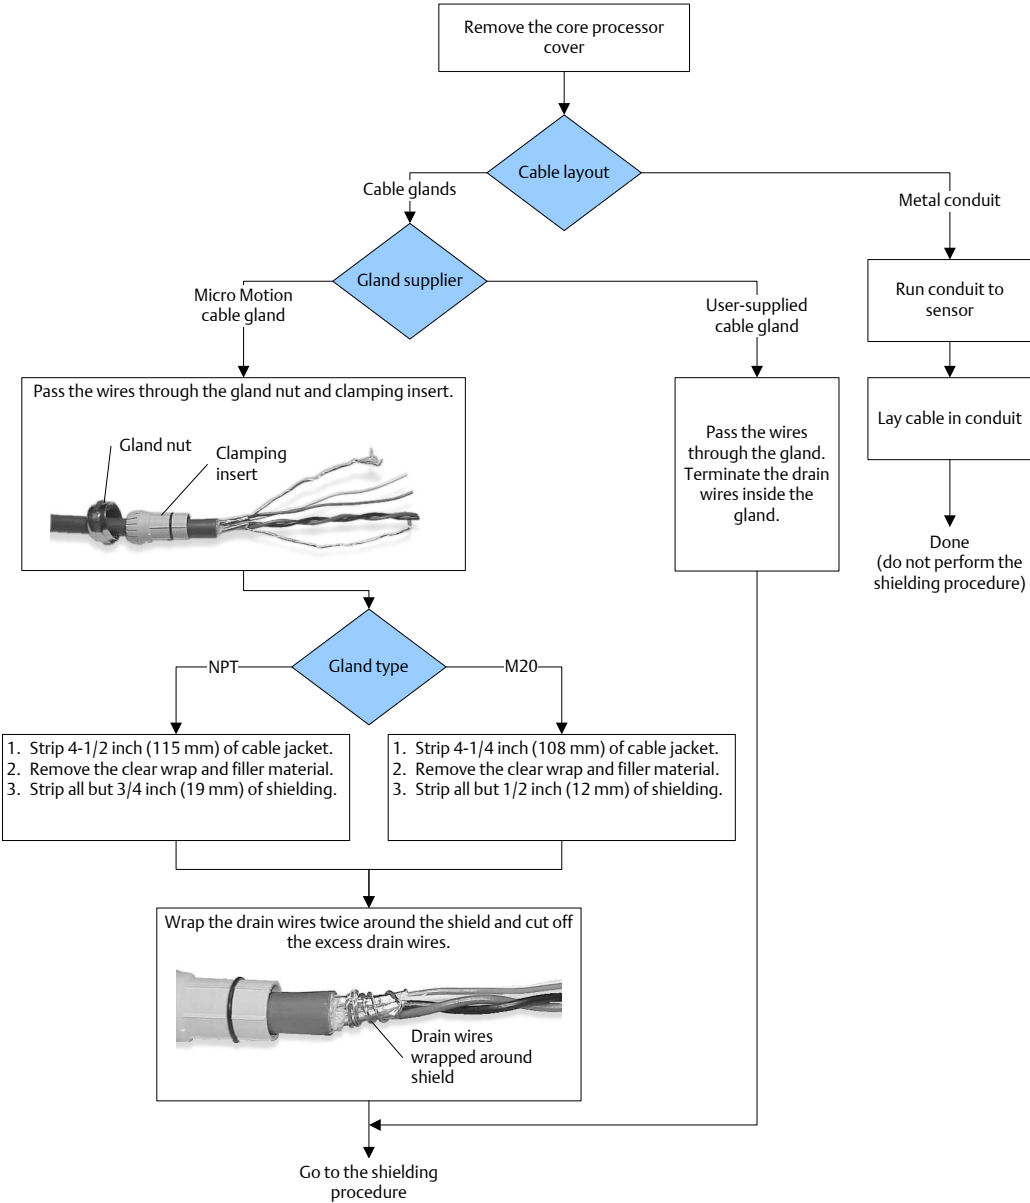 Remove the core processor
cover
Cable layout
Cable glands
Metal conduit
Gland supplier
Micro Motion
cable gland
User-supplied
cable gland
Run conduit to
sensor
Lay cable in conduit
Done
(do not perform the
shielding procedure)
Pass the wires through the gland nut and clamping insert.
Gland nut
Clamping
insert
Pass the wires
through the gland.
Terminate the drain
wires inside the
gland.
Gland type
NPT
M20
1. Strip 4-1/2 inch (115 mm) of cable jacket.
2. Remove the clear wrap and filler material.
3. Strip all but 3/4 inch (19 mm) of shielding.
1. Strip 4-1/4 inch (108 mm) of cable jacket.
2. Remove the clear wrap and filler material.
3. Strip all but 1/2 inch (12 mm) of shielding.
Wrap the drain wires twice around the shield and cut off
the excess drain wires.
Drain wires
wrapped around
shield
Go to the shielding
procedure